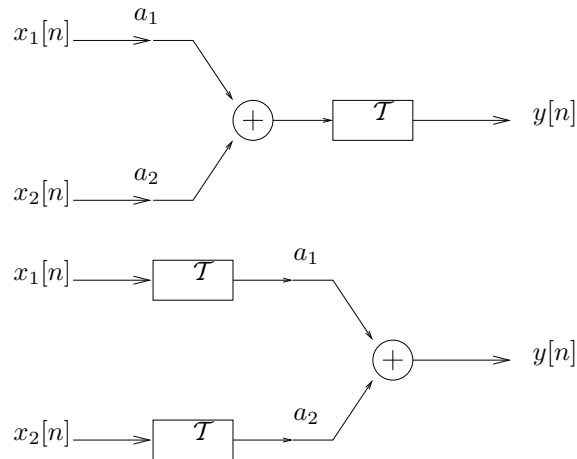 a₁
x₁[n]
+ 𝒯 y[n]
a₂
x₂[n]
x₁[n] 𝒯 a₁
+ y[n]
x₂[n] 𝒯 a₂